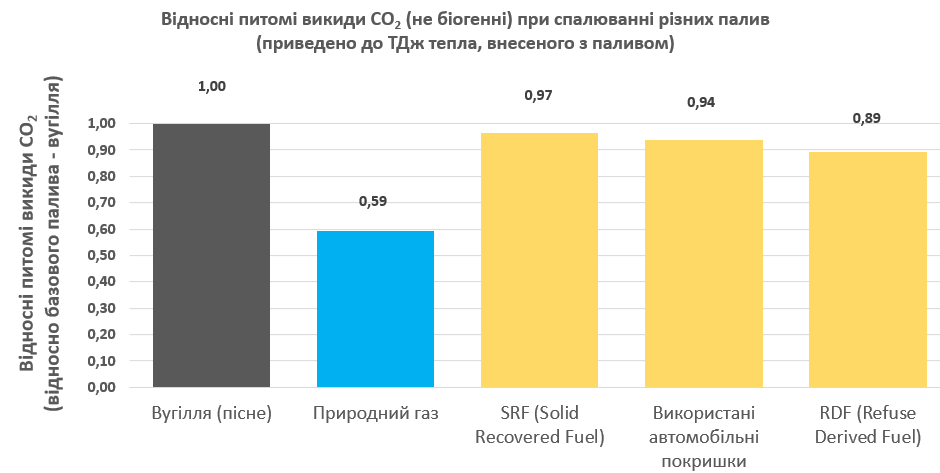 Відносні питомі викиди CO₂ (не біогенні) при спалюванні різних палив
(приведено до ТДж тепла, внесеного з паливом)
Відносні питомі викиди CO₂
(відносно базового палива - вугілля)
1,00
0,90
0,80
0,70
0,60
0,50
0,40
0,30
0,20
0,10
0,00
1,00
0,59
0,97
0,94
0,89
Вугілля (пісне)
Природний газ
SRF (Solid
Recovered Fuel)
Використані
автомобільні
покришки
RDF (Refuse
Derived Fuel)